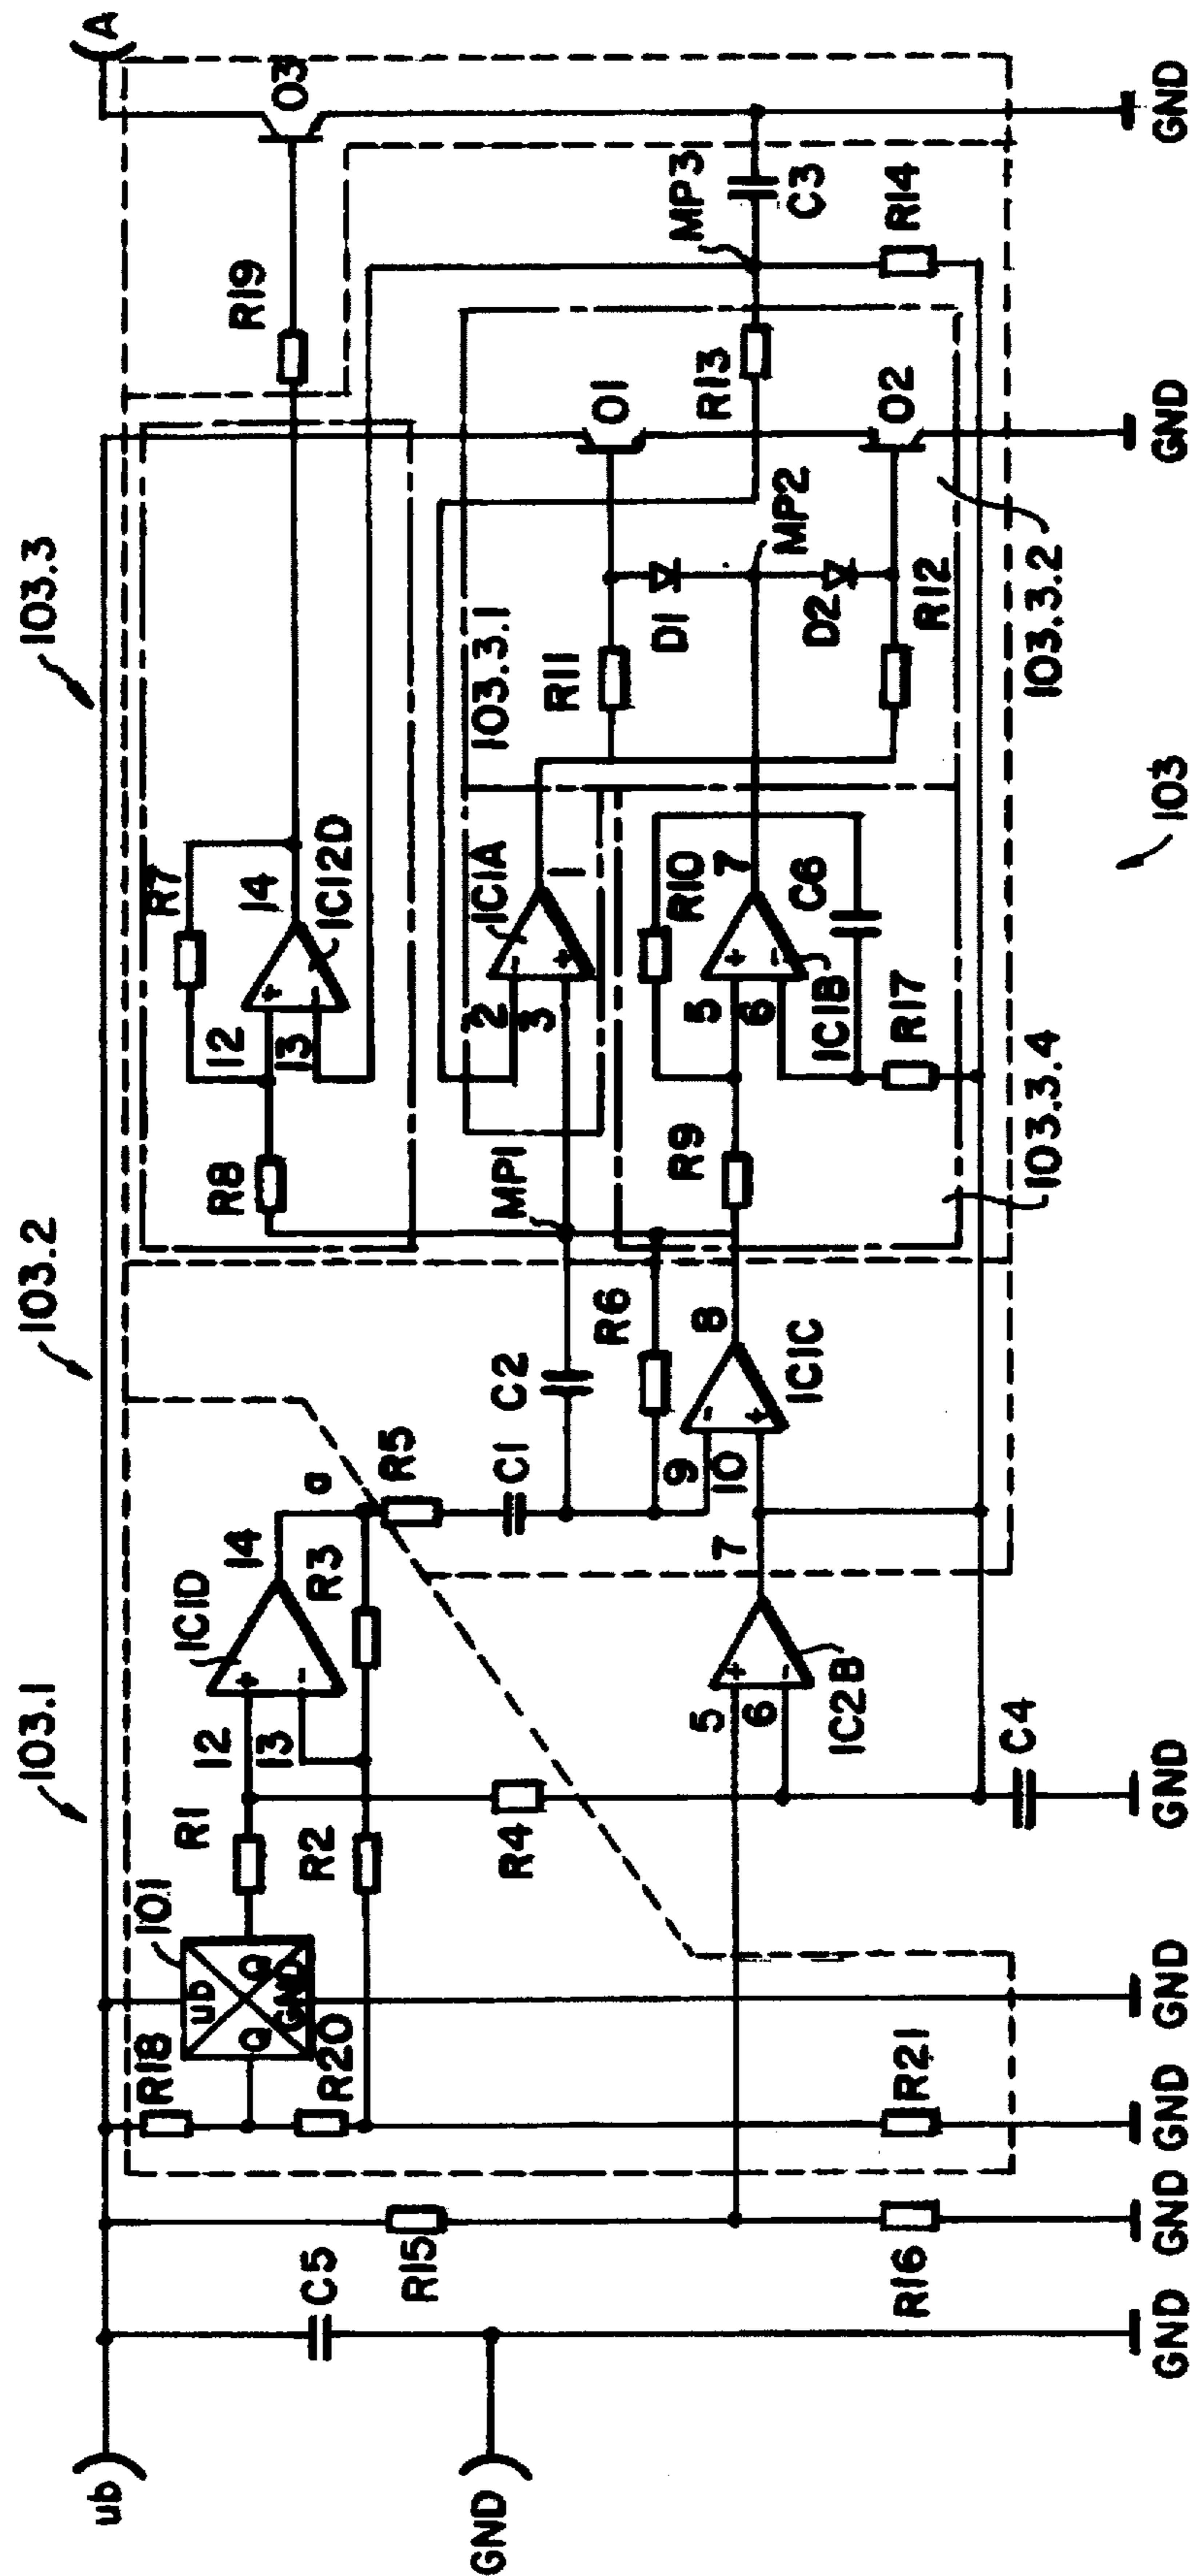 103.1
103.2
103.3
ub
GND
C5
R15
R16
GND
GND
R18
101
ub
Q
Q
GND
R20
R21
GND
GND
R1
R2
12
13
+
-
IC1D
14
R3
a
R4
5
6
+
-
IC2B
7
C4
GND
R5
C1
C2
R6
9
10
-
+
8
IC1C
MP1
R8
12
13
+
-
R7
14
IC12D
2
3
-
+
IC1A
1
R9
5
6
+
-
IC1B
R10
7
C6
R17
103.3.4
103.3.1
R11
D1
D2
R12
MP2
O1
O2
R13
103.3.2
GND
R19
O3
MP3
C3
R14
GND
A
103